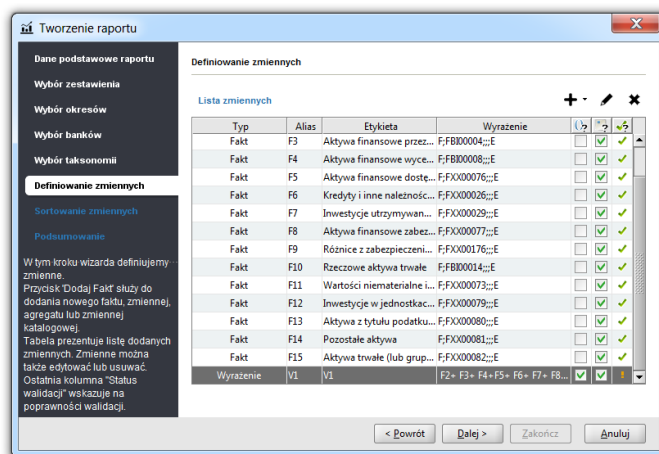 Tworzenie raportu
Dane podstawowe raportu
Wybór zestawienia
Wybór okresów
Wybór banków
Wybór taksonomii
Definiowanie zmiennych
Sortowanie zmiennych
Podsumowanie
W tym kroku wizarda definiujemy
zmienne.
Przycisk 'Dodaj Fakt' służy do
dodania nowego faktu, zmiennej,
agregatu lub zmiennej
katalogowej.
Tabela prezentuje listę dodanych
zmiennych. Zmienne można
także edytować lub usuwać.
Ostatnia kolumna "Status
walidacji" wskazuje na
poprawności walidacji.
Definiowanie zmiennych
Lista zmiennych
Typ Alias Etykieta Wyrażenie
Fakt F3 Aktywa finansowe przez... F;FBI00004;;;E
Fakt F4 Aktywa finansowe wyce... F;FBI00008;;;E
Fakt F5 Aktywa finansowe dostę... F;FXX00076;;;E
Fakt F6 Kredyty i inne należnośc... F;FXX00026;;;E
Fakt F7 Inwestycje utrzymywan... F;FXX00029;;;E
Fakt F8 Aktywa finansowe zabez... F;FXX00077;;;E
Fakt F9 Różnice z zabezpieczeni... F;FXX00176;;;E
Fakt F10 Rzeczowe aktywa trwałe F;FBI00014;;;E
Fakt F11 Wartości niematerialne i... F;FXX00073;;;E
Fakt F12 Inwestycje w jednostkac... F;FXX00079;;;E
Fakt F13 Aktywa z tytułu podatku... F;FXX00080;;;E
Fakt F14 Pozostałe aktywa F;FXX00081;;;E
Fakt F15 Aktywa trwałe (lub grup... F;FXX00082;;;E
Wyrażenie V1 V1 F2+ F3+ F4+F5+ F6+ F7+ F8...
< Powrót Dalej > Zakończ Anuluj